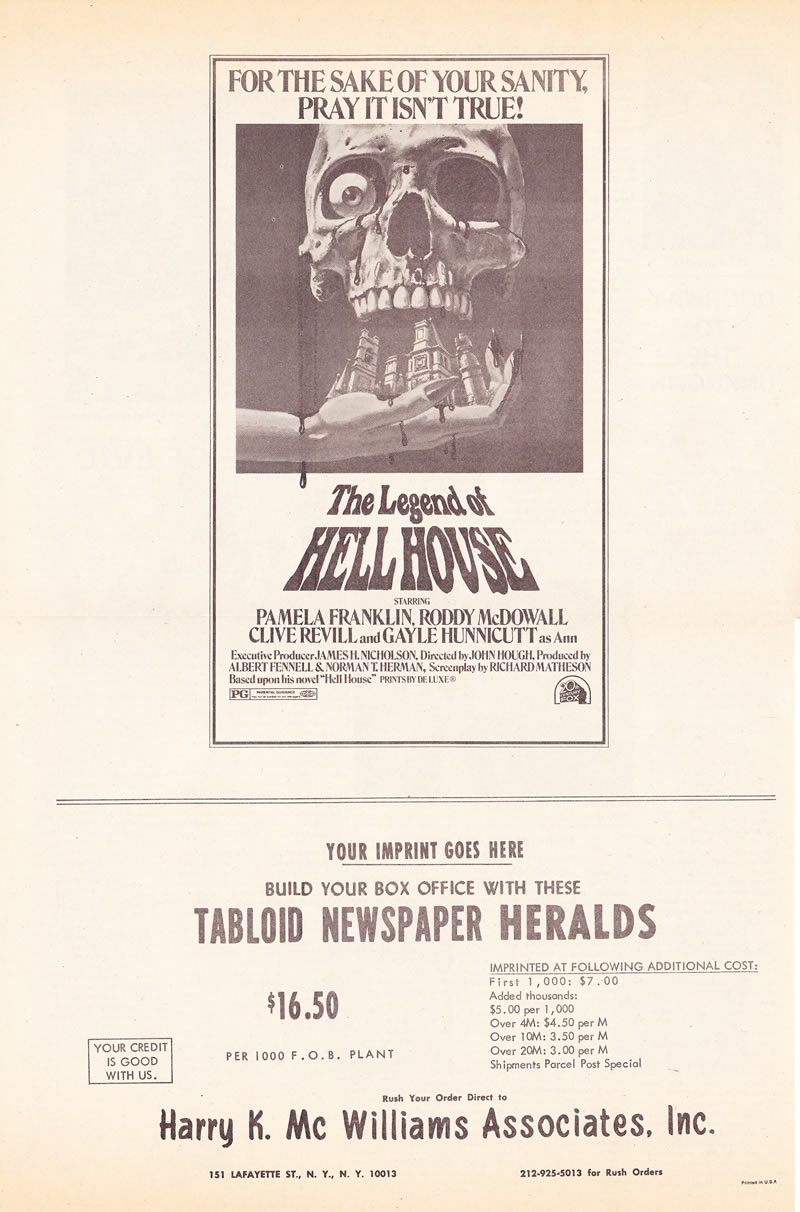 FOR THE SAKE OF YOUR SANITY,
PRAY IT ISN'T TRUE!
The Legend of
HELL HOUSE
STARRING
PAMELA FRANKLIN, RODDY McDOWALL
CLIVE REVILL and GAYLE HUNNICUTT as Ann
Executive Producer JAMES H. NICHOLSON, Directed by JOHN HOUGH, Produced by
ALBERT FENNELL & NORMAN T. HERMAN, Screenplay by RICHARD MATHESON
Based upon his novel "Hell House" PRINTS BY DE LUXE®
PG PARENTAL GUIDANCE
20 CENTURY FOX
YOUR IMPRINT GOES HERE
BUILD YOUR BOX OFFICE WITH THESE
TABLOID NEWSPAPER HERALDS
$16.50
PER 1000 F.O.B. PLANT
YOUR CREDIT
IS GOOD
WITH US.
IMPRINTED AT FOLLOWING ADDITIONAL COST:
First 1,000: $7.00
Added thousands:
$5.00 per 1,000
Over 4M: $4.50 per M
Over 10M: 3.50 per M
Over 20M: 3.00 per M
Shipments Parcel Post Special
Rush Your Order Direct to
Harry K. Mc Williams Associates, Inc.
151 LAFAYETTE ST., N. Y., N. Y. 10013
212-925-5013 for Rush Orders
Printed in U.S.A